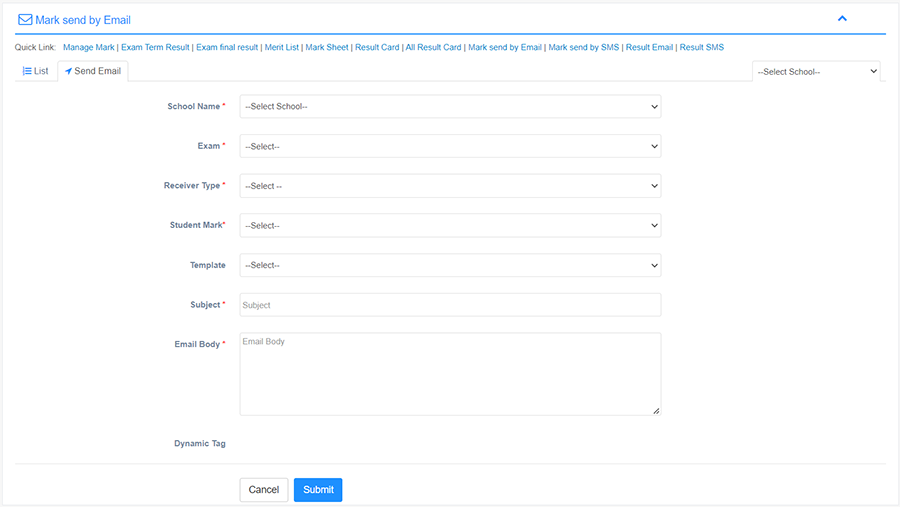 Mark send by Email
Quick Link: Manage Mark | Exam Term Result | Exam final result | Merit List | Mark Sheet | Result Card | All Result Card | Mark send by Email | Mark send by SMS | Result Email | Result SMS
List Send Email --Select School--
School Name * --Select School--
Exam * --Select--
Receiver Type * --Select --
Student Mark* --Select--
Template --Select--
Subject * Subject
Email Body * Email Body
Dynamic Tag
Cancel Submit